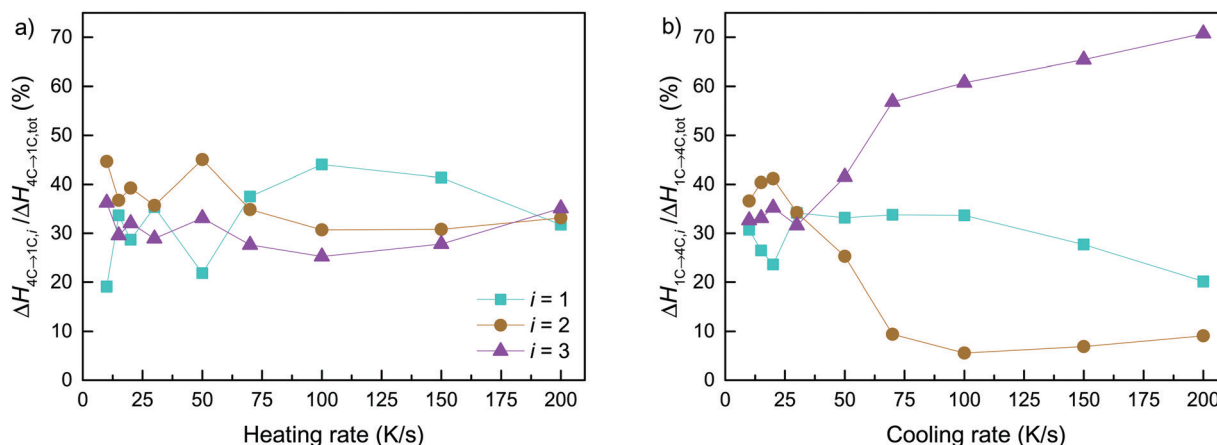 a)
ΔH4C→1C,i /ΔH4C→1C,tot (%)
70
60
50
40
30
20
10
0
0 25 50 75 100 125 150 175 200
Heating rate (K/s)
i = 1
i = 2
i = 3
b)
ΔH1C→4C,i /ΔH1C→4C,tot (%)
70
60
50
40
30
20
10
0
0 25 50 75 100 125 150 175 200
Cooling rate (K/s)